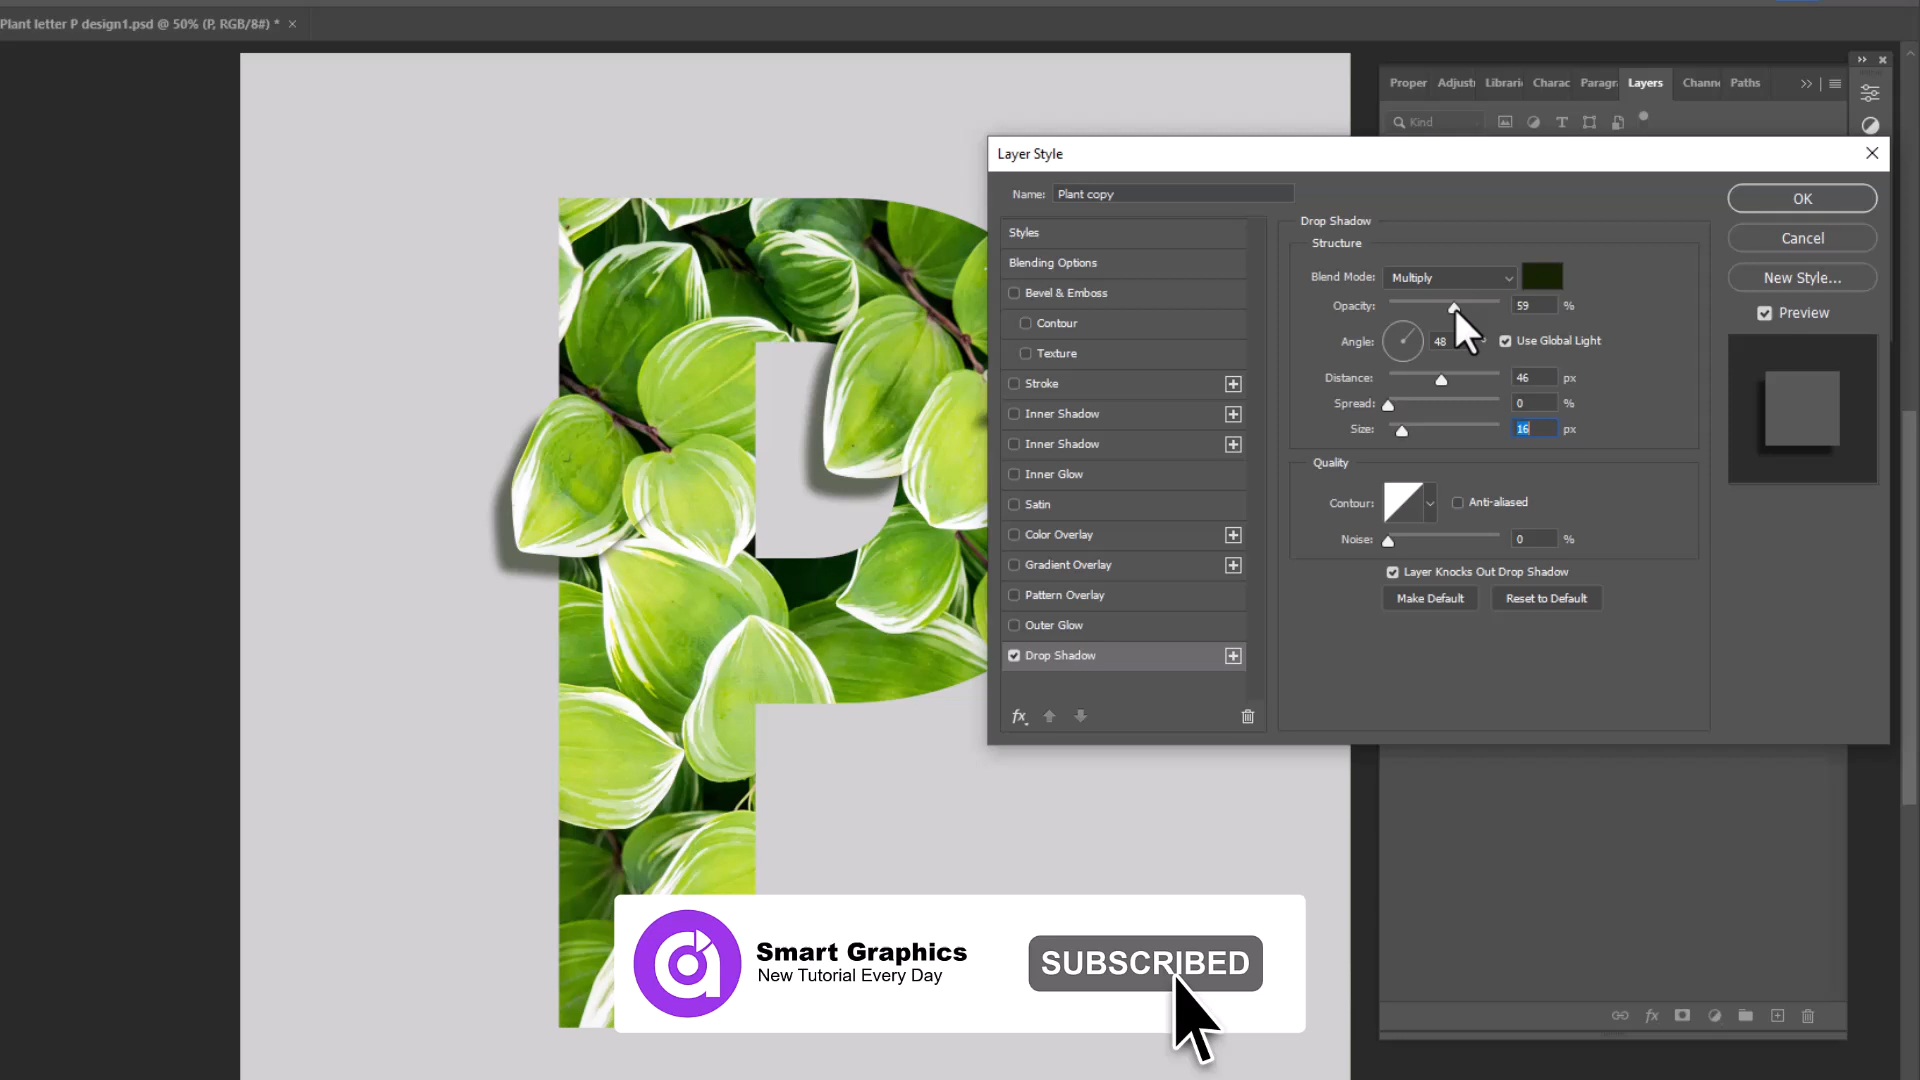 Plant letter P design1.psd @ 50% (P, RGB/8#) * ×
Proper Adjust Librari Charac Paragr Layers Channe Paths
Kind
Layer Style
Name: Plant copy
Styles
Blending Options
Bevel & Emboss
Contour
Texture
Stroke
Inner Shadow
Inner Shadow
Inner Glow
Satin
Color Overlay
Gradient Overlay
Pattern Overlay
Outer Glow
Drop Shadow
fx
Drop Shadow
Structure
Blend Mode: Multiply
Opacity: 59 %
Angle: 48 Use Global Light
Distance: 46 px
Spread: 0 %
Size: 16 px
Quality
Contour: Anti-aliased
Noise: 0 %
Layer Knocks Out Drop Shadow
Make Default Reset to Default
OK
Cancel
New Style...
Preview
Smart Graphics
New Tutorial Every Day
SUBSCRIBED
fx